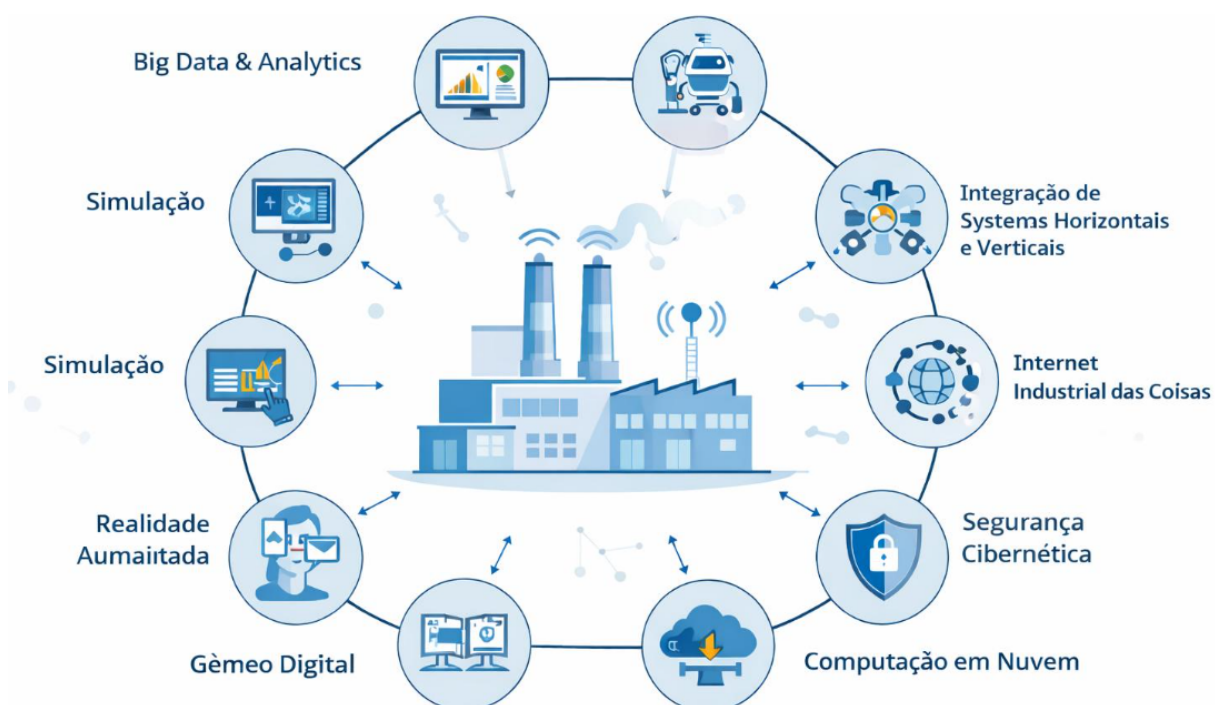 Big Data & Analytics
Simulação
Integração de
Systems Horizontais
e Verticais
Simulação
Internet
Industrial das Coisas
Realidade
Aumaiıtada
Segurança
Cibernética
Gèmeo Digital
Computação em Nuvem